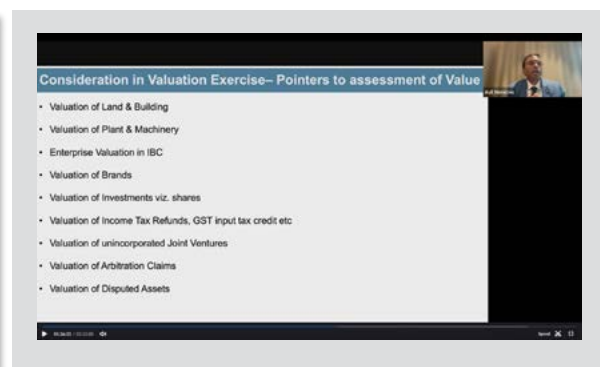 Consideration in Valuation Exercise– Pointers to assessment of Value
• Valuation of Land & Building
• Valuation of Plant & Machinery
• Enterprise Valuation in IBC
• Valuation of Brands
• Valuation of Investments viz. shares
• Valuation of Income Tax Refunds, GST input tax credit etc
• Valuation of unincorporated Joint Ventures
• Valuation of Arbitration Claims
• Valuation of Disputed Assets